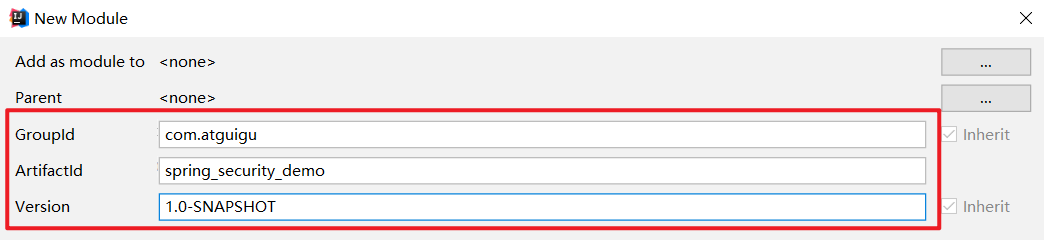 New Module
Add as module to <none> ...
Parent <none> ...
GroupId com.atguigu Inherit
ArtifactId spring_security_demo
Version 1.0-SNAPSHOT Inherit